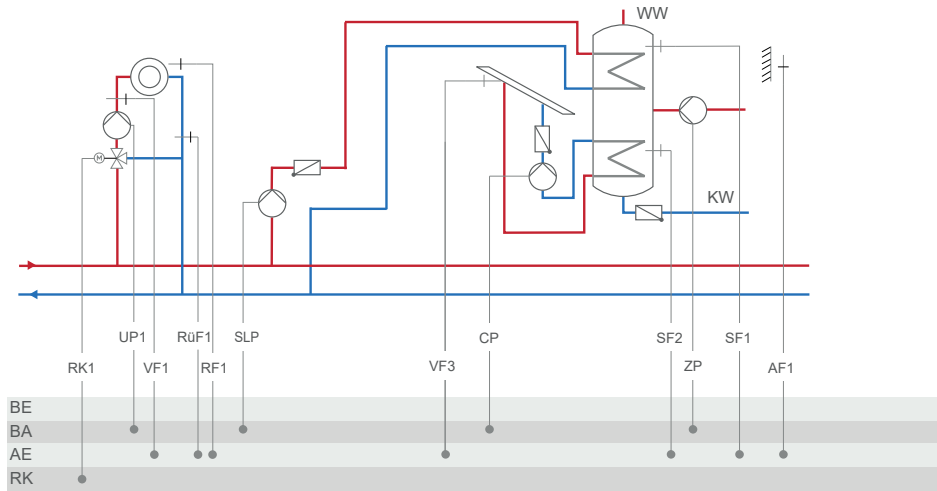 WW
M
KW
UP1 RüF1 SLP CP SF2 SF1
RK1 VF1 RF1 VF3 ZP AF1
BE
BA
AE
RK